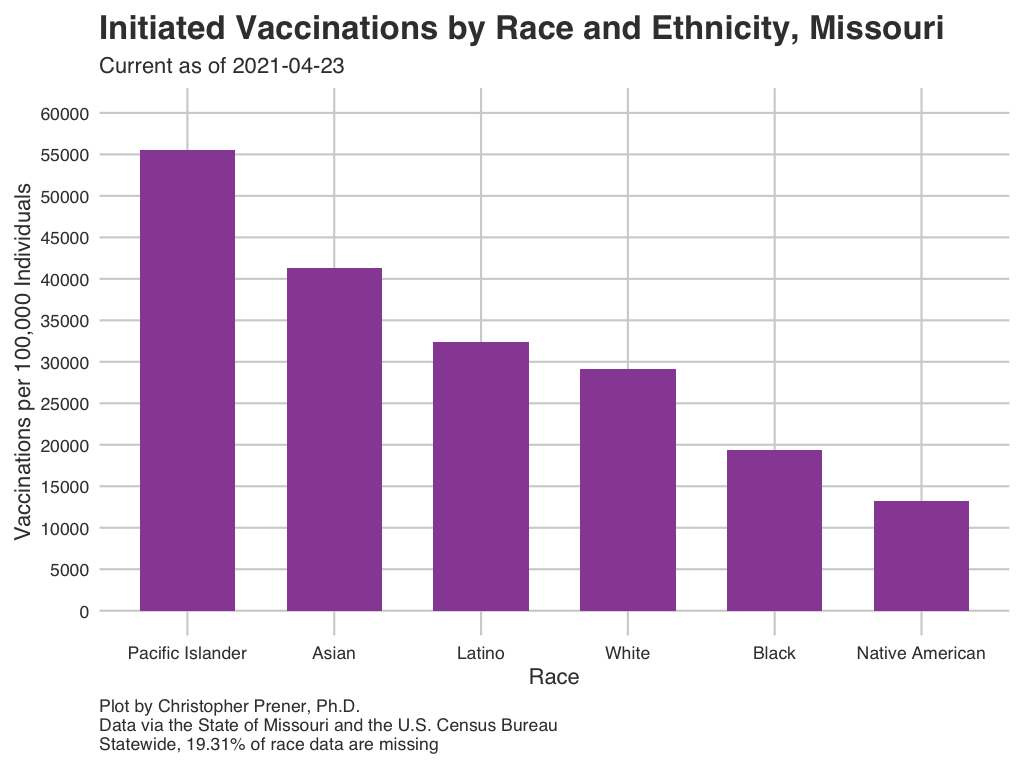 Initiated Vaccinations by Race and Ethnicity, Missouri
Current as of 2021-04-23
Vaccinations per 100,000 Individuals
60000
55000
50000
45000
40000
35000
30000
25000
20000
15000
10000
5000
0
Pacific Islander Asian Latino White Black Native American
Race
Plot by Christopher Prener, Ph.D.
Data via the State of Missouri and the U.S. Census Bureau
Statewide, 19.31% of race data are missing